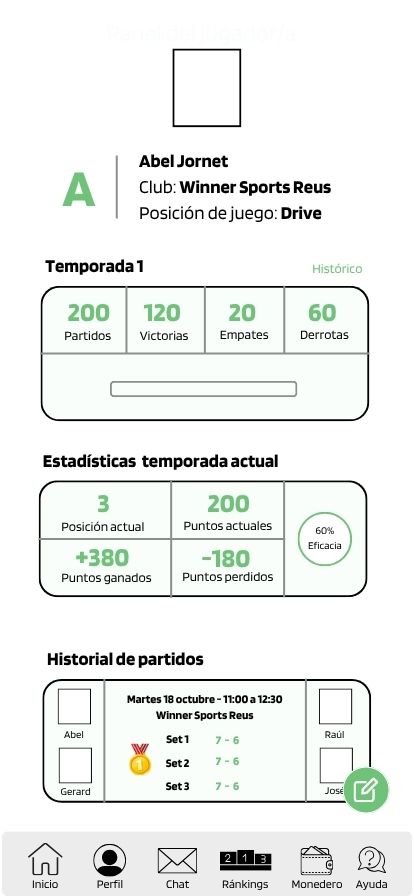 Panel del jugador/a
A
Abel Jornet
Club: Winner Sports Reus
Posición de juego: Drive
Temporada 1
Histórico
200 120 20 60
Partidos Victorias Empates Derrotas
Estadísticas temporada actual
3 200
Posición actual Puntos actuales
60%
Eficacia
+380 -180
Puntos ganados Puntos perdidos
Historial de partidos
Martes 18 octubre - 11:00 a 12:30
Winner Sports Reus
Abel Raúl
Set 1 7 - 6
Set 2 7 - 6
Set 3 7 - 6
1
Gerard José
2 1 3
Inicio Perfil Chat Ránkings Monedero Ayuda